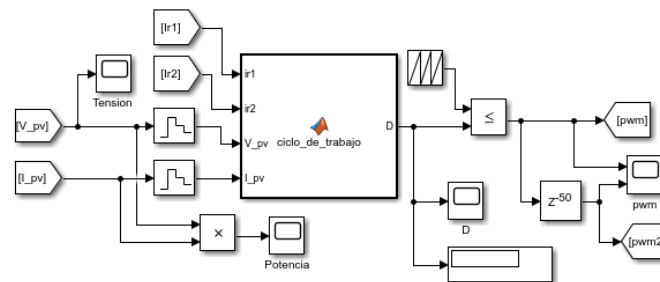 [Ir1]
[Ir2]
Tension
[V_pv]
[I_pv]
ir1
ir2
V_pv
I_pv
D
ciclo_de_trabajo
×
Potencia
≤
[pwm]
Z-50
pwm
D
[pwm2